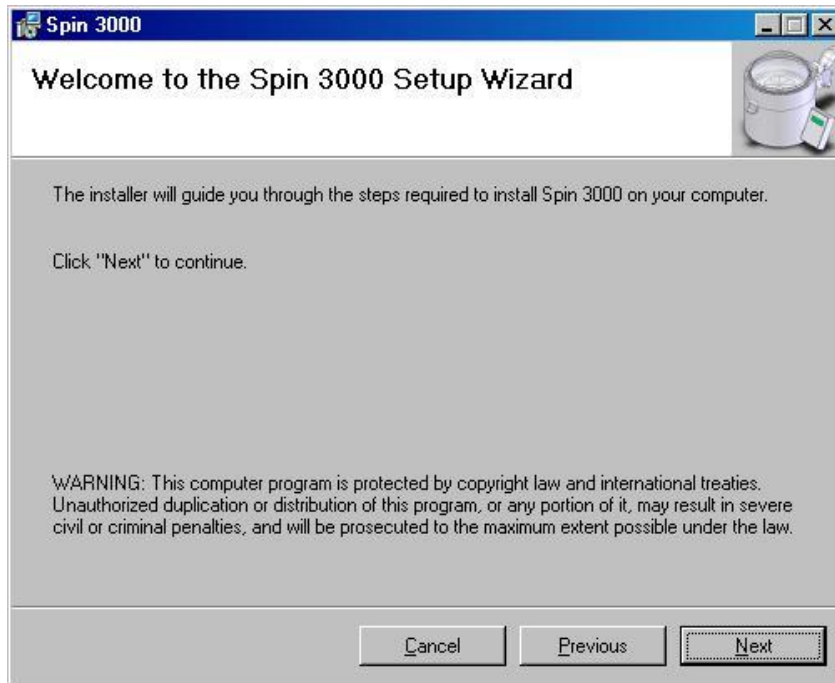 Spin 3000
Welcome to the Spin 3000 Setup Wizard
The installer will guide you through the steps required to install Spin 3000 on your computer.
Click "Next" to continue.
WARNING: This computer program is protected by copyright law and international treaties.
Unauthorized duplication or distribution of this program, or any portion of it, may result in severe
civil or criminal penalties, and will be prosecuted to the maximum extent possible under the law.
Cancel
Previous
Next